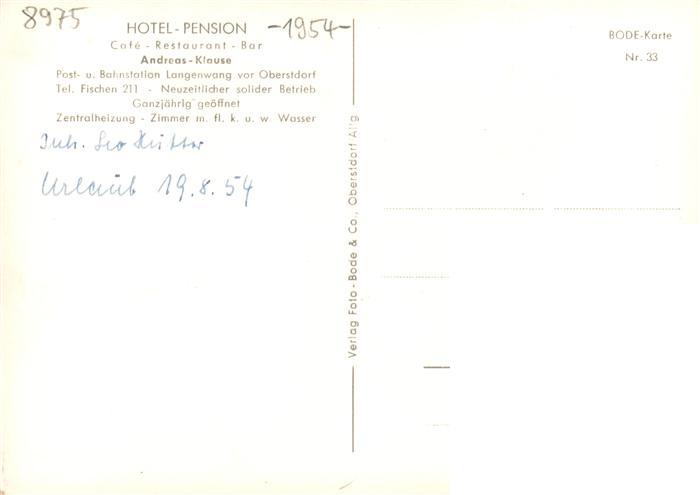 8975
HOTEL - PENSION
-1954-
Café - Restaurant - Bar
Andreas-Klause
Post- u. Bahnstation Langenwang vor Oberstdorf
Tel. Fischen 211 - Neuzeitlicher solider Betrieb
Ganzjährig geöffnet
Zentralheizung - Zimmer m. fl. k. u. w. Wasser
Inh. Leo
Urlaub 19.8.54
Verlag Foto-Bode & Co., Oberstdorf Allg.
BODE-Karte
Nr. 33